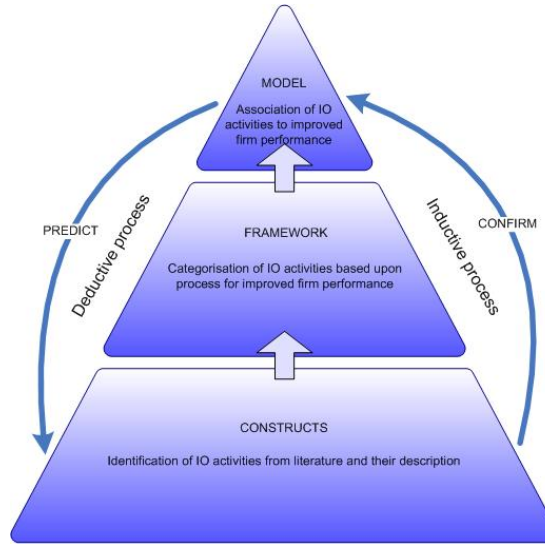 MODEL
Association of IO
activities to improved
firm performance
PREDICT
Deductive process
Inductive process
CONFIRM
FRAMEWORK
Categorisation of IO activities based upon
process for improved firm performance
CONSTRUCTS
Identification of IO activities from literature and their description